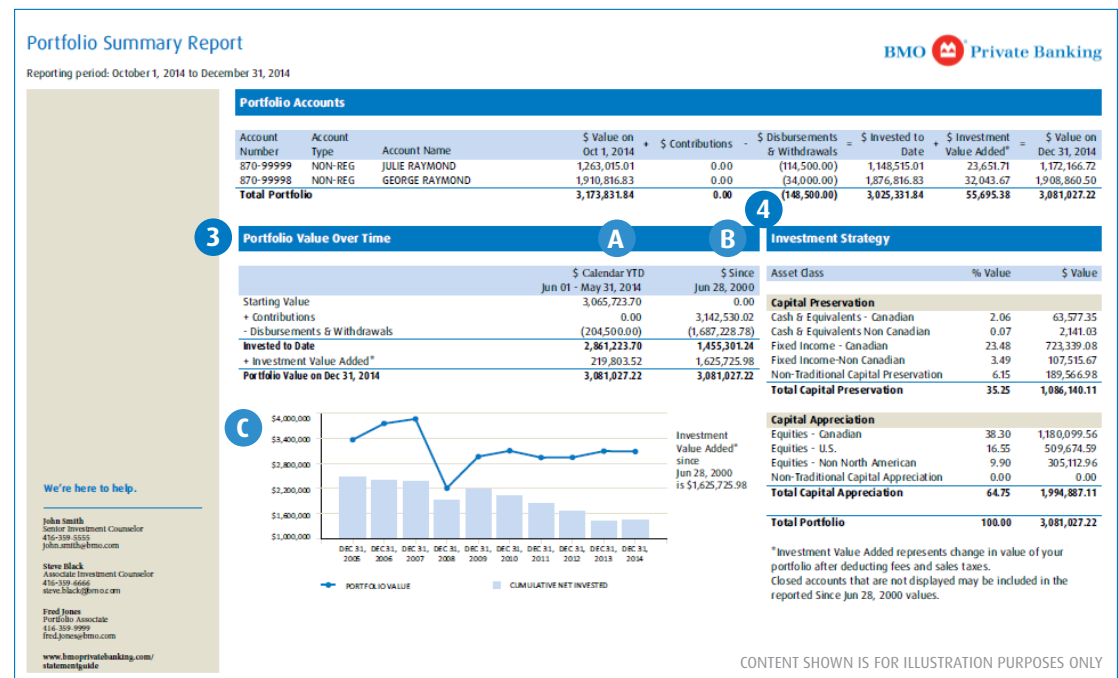 Portfolio Summary Report
BMO Private Banking
Reporting period: October 1, 2014 to December 31, 2014
Portfolio Accounts
Account Number Account Type Account Name $ Value on Oct 1, 2014 + $ Contributions - $ Disbursements & Withdrawals = $ Invested to Date + $ Investment Value Added* = $ Value on Dec 31, 2014
870-99999 NON-REG JULIE RAYMOND 1,263,015.01 0.00 (114,500.00) 1,148,515.01 23,651.71 1,172,166.72
870-99998 NON-REG GEORGE RAYMOND 1,910,816.83 0.00 (34,000.00) 1,876,816.83 32,043.67 1,908,860.50
Total Portfolio 3,173,831.84 0.00 (148,500.00) 3,025,331.84 55,695.38 3,081,027.22
3 Portfolio Value Over Time A B
$ Calendar YTD $ Since
Jun 01 - May 31, 2014 Jun 28, 2000
Starting Value 3,065,723.70 0.00
+ Contributions 0.00 3,142,530.02
- Disbursements & Withdrawals (204,500.00) (1,687,228.78)
Invested to Date 2,861,223.70 1,455,301.24
+ Investment Value Added* 219,803.52 1,625,725.98
Portfolio Value on Dec 31, 2014 3,081,027.22 3,081,027.22
C
$4,000,000
$3,400,000
$2,800,000
$2,200,000
$1,600,000
$1,000,000
DEC 31, DEC 31, DEC 31, DEC 31, DEC 31, DEC 31, DEC 31, DEC 31, DEC 31, DEC 31,
2005 2006 2007 2008 2009 2010 2011 2012 2013 2014
PORTFOLIO VALUE CUMULATIVE NET INVESTED
Investment
Value Added*
since
Jun 28, 2000
is $1,625,725.98
4
Investment Strategy
Asset Class % Value $ Value
Capital Preservation
Cash & Equivalents - Canadian 2.06 63,577.35
Cash & Equivalents Non Canadian 0.07 2,141.03
Fixed Income - Canadian 23.48 723,339.08
Fixed Income-Non Canadian 3.49 107,515.67
Non-Traditional Capital Preservation 6.15 189,566.98
Total Capital Preservation 35.25 1,086,140.11
Capital Appreciation
Equities - Canadian 38.30 1,180,099.56
Equities - U.S. 16.55 509,674.59
Equities - Non North American 9.90 305,112.96
Non-Traditional Capital Appreciation 0.00 0.00
Total Capital Appreciation 64.75 1,994,887.11
Total Portfolio 100.00 3,081,027.22
*Investment Value Added represents change in value of your
portfolio after deducting fees and sales taxes.
Closed accounts that are not displayed may be included in the
reported Since Jun 28, 2000 values.
We're here to help.
John Smith
Senior Investment Counselor
416-359-5555
john.smith@bmo.com
Steve Black
Associate Investment Counselor
416-359-6666
steve.black@bmo.com
Fred Jones
Portfolio Associate
416-359-9999
fred.jones@bmo.com
www.bmoprivatebanking.com/
statementguide
CONTENT SHOWN IS FOR ILLUSTRATION PURPOSES ONLY